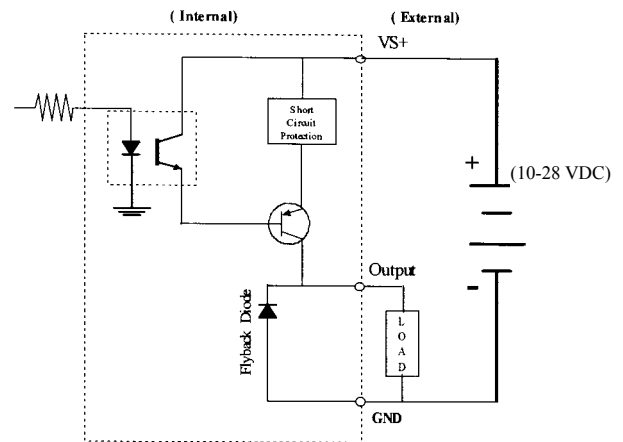 ( Internal)
( External)
VS+
Short
Circuit
Protection
+
(10-28 VDC)
Output
-
Flyback Diode
L
O
A
D
GND